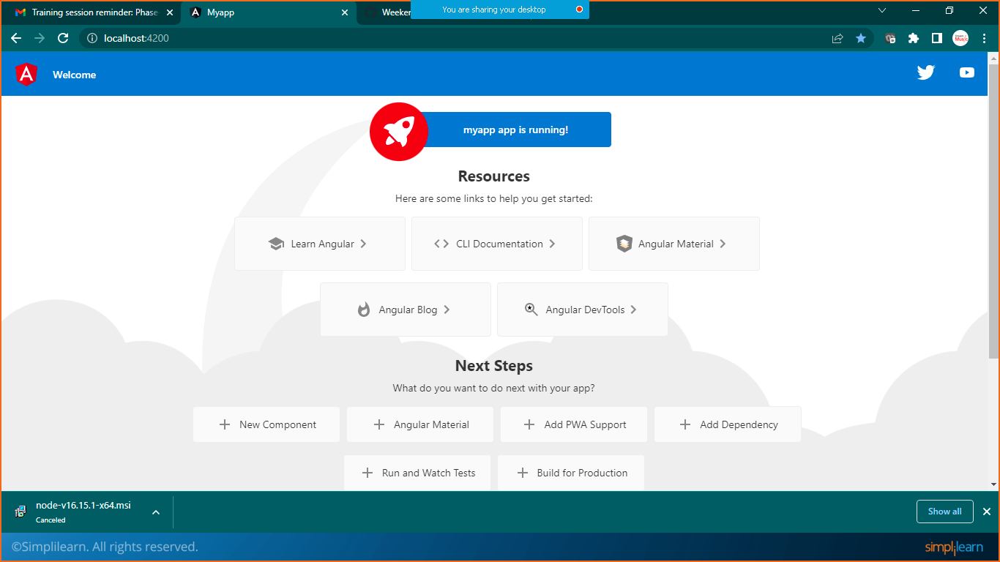 Training session reminder: Phase
Myapp
Weeken
You are sharing your desktop
localhost:4200
Welcome
myapp app is running!
Resources
Here are some links to help you get started:
Learn Angular
CLI Documentation
Angular Material
Angular Blog
Angular DevTools
Next Steps
What do you want to do next with your app?
New Component
Angular Material
Add PWA Support
Add Dependency
Run and Watch Tests
Build for Production
node-v16.15.1-x64.msi
Canceled
Show all
©Simplilearn. All rights reserved.
simplilearn